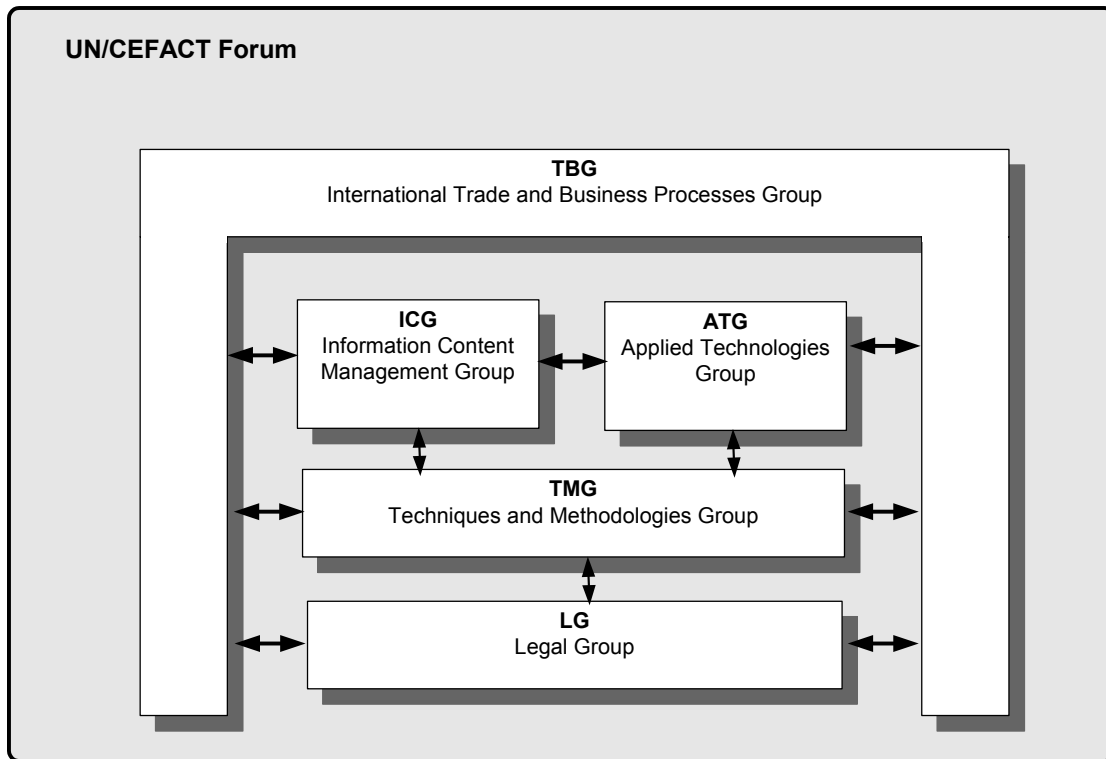 UN/CEFACT Forum
TBG
International Trade and Business Processes Group
ICG
Information Content
Management Group
ATG
Applied Technologies
Group
TMG
Techniques and Methodologies Group
LG
Legal Group